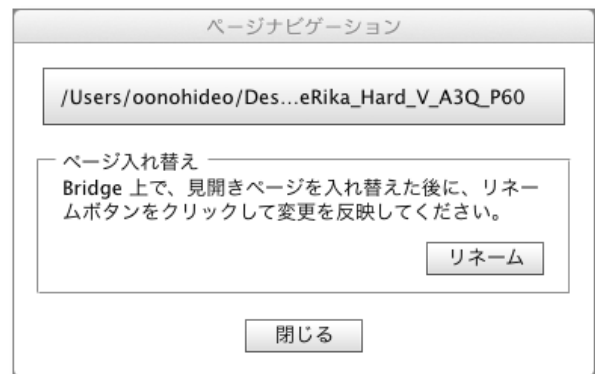 ページナビゲーション
/Users/oonohideo/Des...eRika_Hard_V_A3Q_P60
ページ入れ替え
Bridge 上で、見開きページを入れ替えた後に、リネー
ムボタンをクリックして変更を反映してください。
リネーム
閉じる